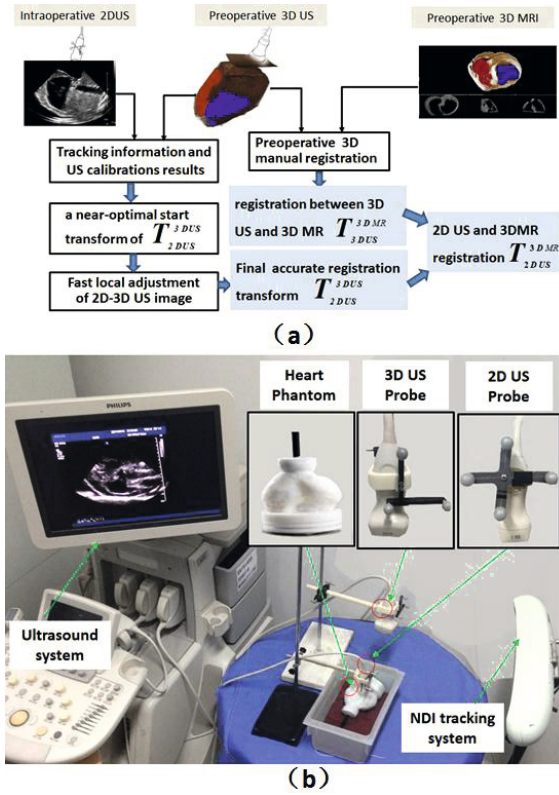 Intraoperative 2DUS
Preoperative 3D US
Preoperative 3D MRI
Tracking information and
US calibrations results
Preoperative 3D
manual registration
a near-optimal start
transform of T 3DUS 2DUS
registration between 3D
US and 3D MR T 3DMR 3DUS
2D US and 3DMR
registration T 3DMR 2DUS
Fast local adjustment
of 2D-3D US image
Final accurate registration
transform T 3DUS 2DUS
(a)
Heart
Phantom
3D US
Probe
2D US
Probe
PHILIPS
Ultrasound
system
NDI tracking
system
(b)